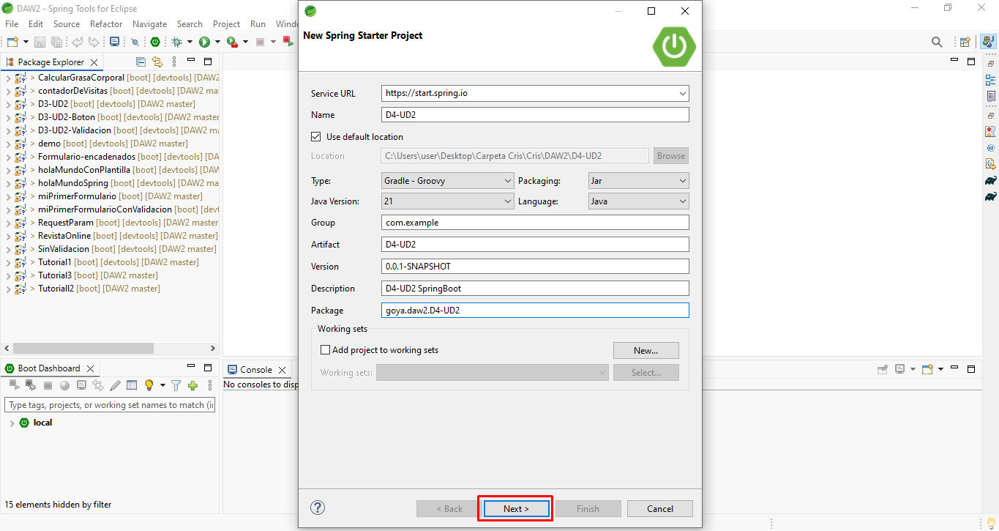 DAW2 - Spring Tools for Eclipse
File Edit Source Refactor Navigate Search Project Run Windo
Package Explorer
> CalcularGrasaCorporal [boot] [devtools] [DAW2
> contadorDeVisitas [boot] [devtools] [DAW2 ma
> D3-UD2 [boot] [devtools] [DAW2 master]
> D3-UD2-Boton [boot] [devtools] [DAW2 master
> D3-UD2-Validacion [boot] [devtools] [DAW2 m
> demo [boot] [devtools] [DAW2 master]
> Formulario-encadenados [boot] [devtools] [DA
> holaMundoConPlantilla [boot] [devtools] [DAW
> holaMundoSpring [boot] [devtools] [DAW2 ma
> miPrimerFormulario [boot] [DAW2 master]
> miPrimerFormularioConValidacion [boot] [devt
> RequestParam [boot] [devtools] [DAW2 master
> RevistaOnline [boot] [devtools] [DAW2 master]
> SinValidacion [boot] [devtools] [DAW2 master]
> Tutorial1 [boot] [devtools] [DAW2 master]
> Tutorial3 [boot] [DAW2 master]
> Tutorial12 [boot] [DAW2 master]
Boot Dashboard
Type tags, projects, or working set names to match (i
local
15 elements hidden by filter
Console
No consoles to disp
New Spring Starter Project
Service URL https://start.spring.io
Name D4-UD2
Use default location
Location C:\Users\user\Desktop\Carpeta Cris\Cris\DAW2\D4-UD2 Browse
Type: Gradle - Groovy Packaging: Jar
Java Version: 21 Language: Java
Group com.example
Artifact D4-UD2
Version 0.0.1-SNAPSHOT
Description D4-UD2 SpringBoot
Package goya.daw2.D4-UD2
Working sets
Add project to working sets New...
Working sets: Select...
? < Back Next > Finish Cancel